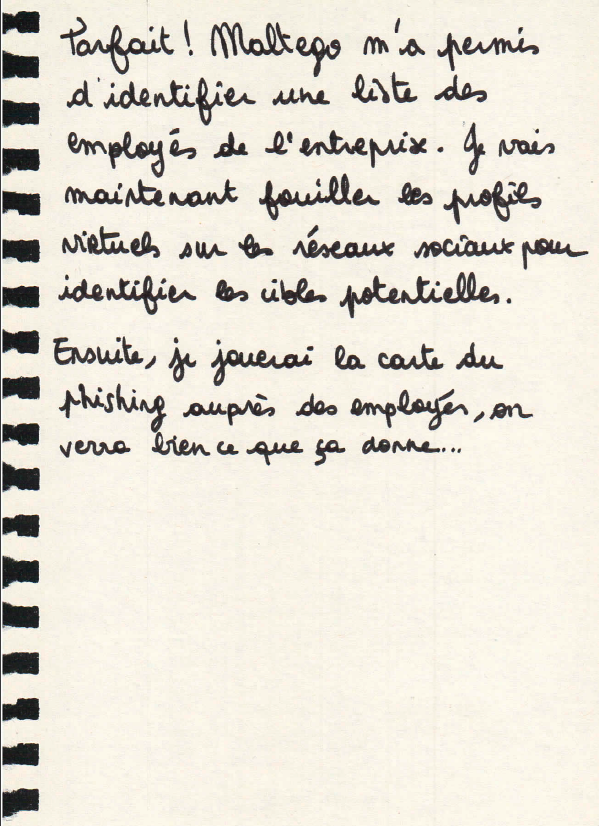 Parfait ! Maltego m'a permis
d'identifier une liste des
employés de l'entreprise. Je vais
maintenant fouiller les profils
virtuels sur les réseaux sociaux pour
identifier les cibles potentielles.
Ensuite, je jouerai la carte du
phishing auprès des employés, on
verra bien ce que ça donne...